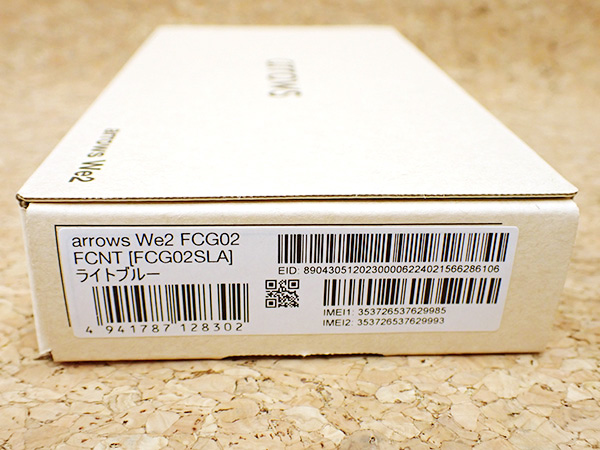 arrows
arrows We2
arrows We2 FCG02
FCNT [FCG02SLA]
ライトブルー
4 941787 128302
EID: 89043051202300006224021566286106
IMEI1: 353726537629985
IMEI2: 353726537629993